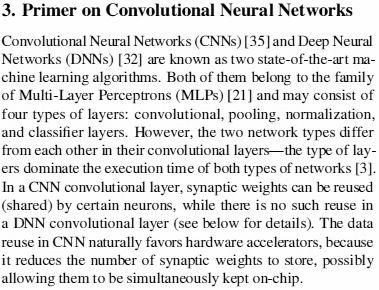 3. Primer on Convolutional Neural Networks
Convolutional Neural Networks (CNNs) [35] and Deep Neural
Networks (DNNs) [32] are known as two state-of-the-art ma-
chine learning algorithms. Both of them belong to the family
of Multi-Layer Perceptrons (MLPs) [21] and may consist of
four types of layers: convolutional, pooling, normalization,
and classifier layers. However, the two network types differ
from each other in their convolutional layers—the type of lay-
ers dominate the execution time of both types of networks [3].
In a CNN convolutional layer, synaptic weights can be reused
(shared) by certain neurons, while there is no such reuse in
a DNN convolutional layer (see below for details). The data
reuse in CNN naturally favors hardware accelerators, because
it reduces the number of synaptic weights to store, possibly
allowing them to be simultaneously kept on-chip.